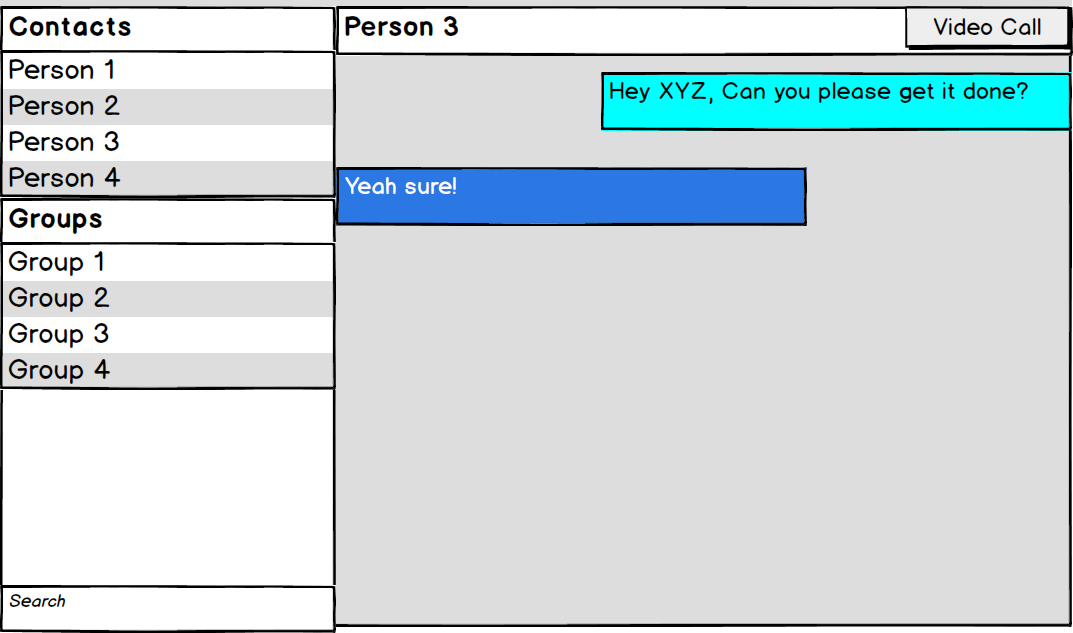 Contacts
Person 1
Person 2
Person 3
Person 4
Groups
Group 1
Group 2
Group 3
Group 4
Search
Person 3
Video Call
Hey XYZ, Can you please get it done?
Yeah sure!